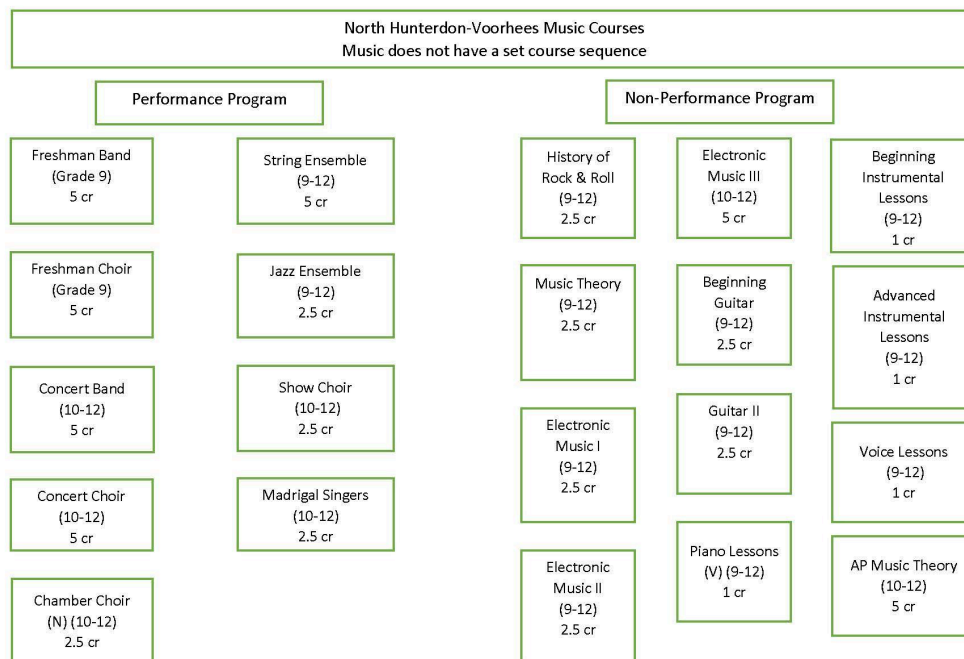 North Hunterdon-Voorhees Music Courses
Music does not have a set course sequence
Performance Program
Freshman Band
(Grade 9)
5 cr
Freshman Choir
(Grade 9)
5 cr
Concert Band
(10-12)
5 cr
Concert Choir
(10-12)
5 cr
Chamber Choir
(N) (10-12)
2.5 cr
String Ensemble
(9-12)
5 cr
Jazz Ensemble
(9-12)
2.5 cr
Show Choir
(10-12)
2.5 cr
Madrigal Singers
(10-12)
2.5 cr
Non-Performance Program
History of
Rock & Roll
(9-12)
2.5 cr
Music Theory
(9-12)
2.5 cr
Electronic
Music I
(9-12)
2.5 cr
Electronic
Music II
(9-12)
2.5 cr
Electronic
Music III
(10-12)
5 cr
Beginning
Guitar
(9-12)
2.5 cr
Guitar II
(9-12)
2.5 cr
Piano Lessons
(V) (9-12)
1 cr
Beginning
Instrumental
Lessons
(9-12)
1 cr
Advanced
Instrumental
Lessons
(9-12)
1 cr
Voice Lessons
(9-12)
1 cr
AP Music Theory
(10-12)
5 cr